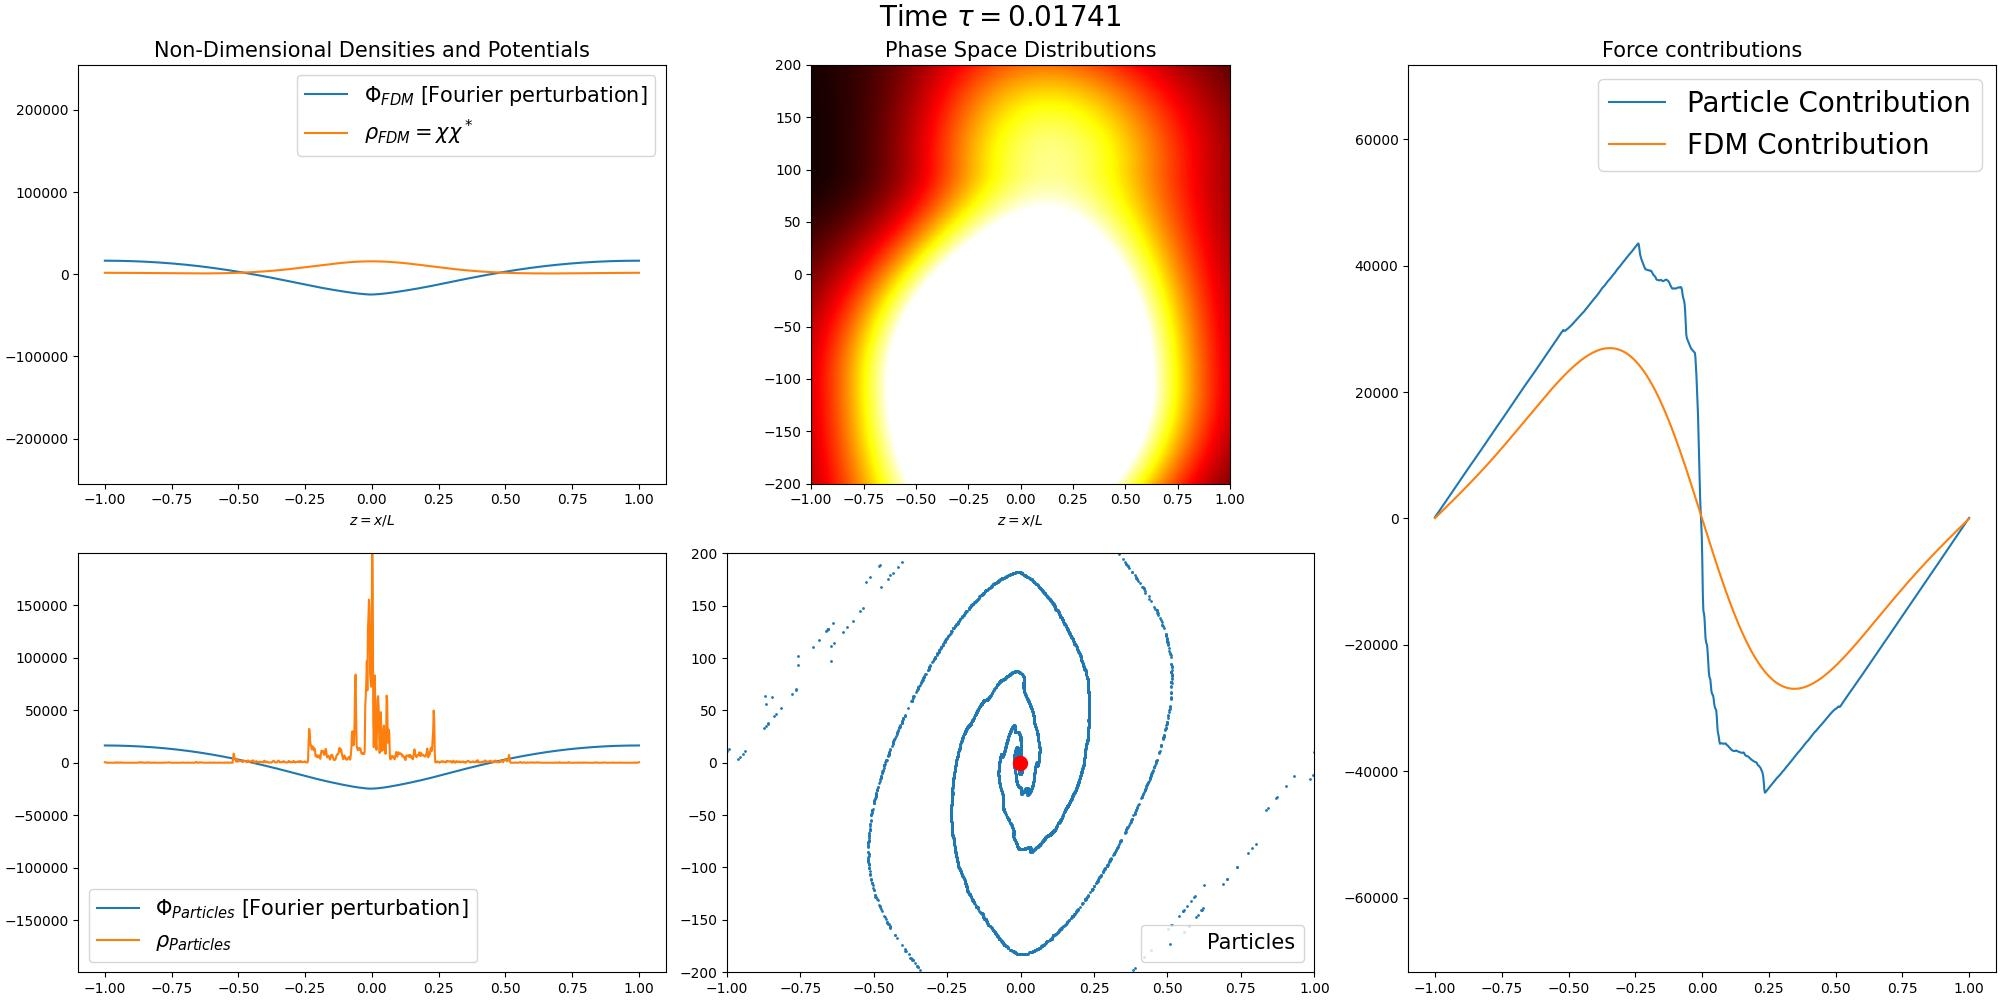 Time τ = 0.01741
Non-Dimensional Densities and Potentials
200000
100000
0
−100000
−200000
Φ_FDM [Fourier perturbation]
ρ_FDM = χχ*
−1.00 −0.75 −0.50 −0.25 0.00 0.25 0.50 0.75 1.00
z = x/L
Phase Space Distributions
200
150
100
50
0
−50
−100
−150
−200
−1.00 −0.75 −0.50 −0.25 0.00 0.25 0.50 0.75 1.00
z = x/L
Force contributions
Particle Contribution
FDM Contribution
60000
40000
20000
0
−20000
−40000
−60000
−1.00 −0.75 −0.50 −0.25 0.00 0.25 0.50 0.75 1.00
150000
100000
50000
0
−50000
−100000
−150000
Φ_Particles [Fourier perturbation]
ρ_Particles
−1.00 −0.75 −0.50 −0.25 0.00 0.25 0.50 0.75 1.00
200
150
100
50
0
−50
−100
−150
−200
Particles
−1.00 −0.75 −0.50 −0.25 0.00 0.25 0.50 0.75 1.00